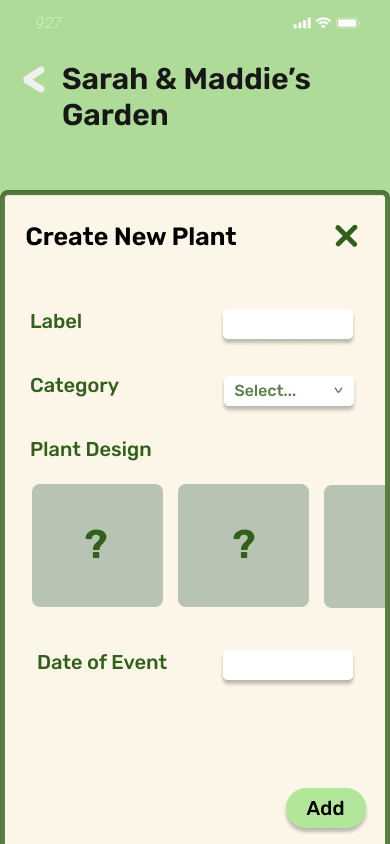 9:27
Sarah & Maddie’s
Garden
Create New Plant
Label
Category
Select...
Plant Design
? ?
Date of Event
Add